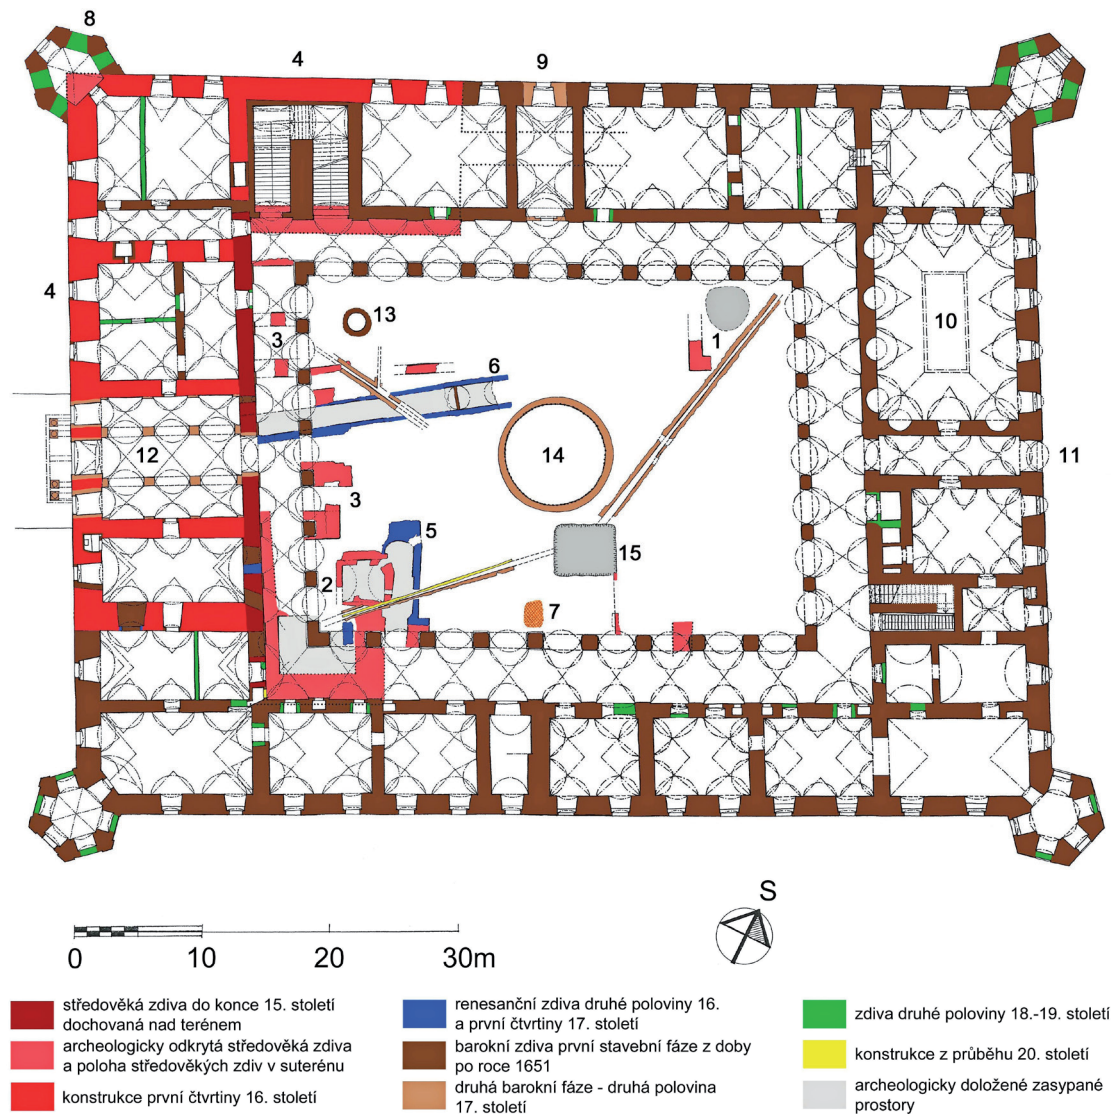 8
4
9
4
13
3
1
6
10
12
14
11
3
5
15
2
7
S
0 10 20 30m
středověká zdiva do konce 15. století
dochovaná nad terénem
archeologicky odkrytá středověká zdiva
a poloha středověkých zdiv v suterénu
konstrukce první čtvrtiny 16. století
renesanční zdiva druhé poloviny 16.
a první čtvrtiny 17. století
barokní zdiva první stavební fáze z doby
po roce 1651
druhá barokní fáze - druhá polovina
17. století
zdiva druhé poloviny 18.-19. století
konstrukce z průběhu 20. století
archeologicky doložené zasypané
prostory